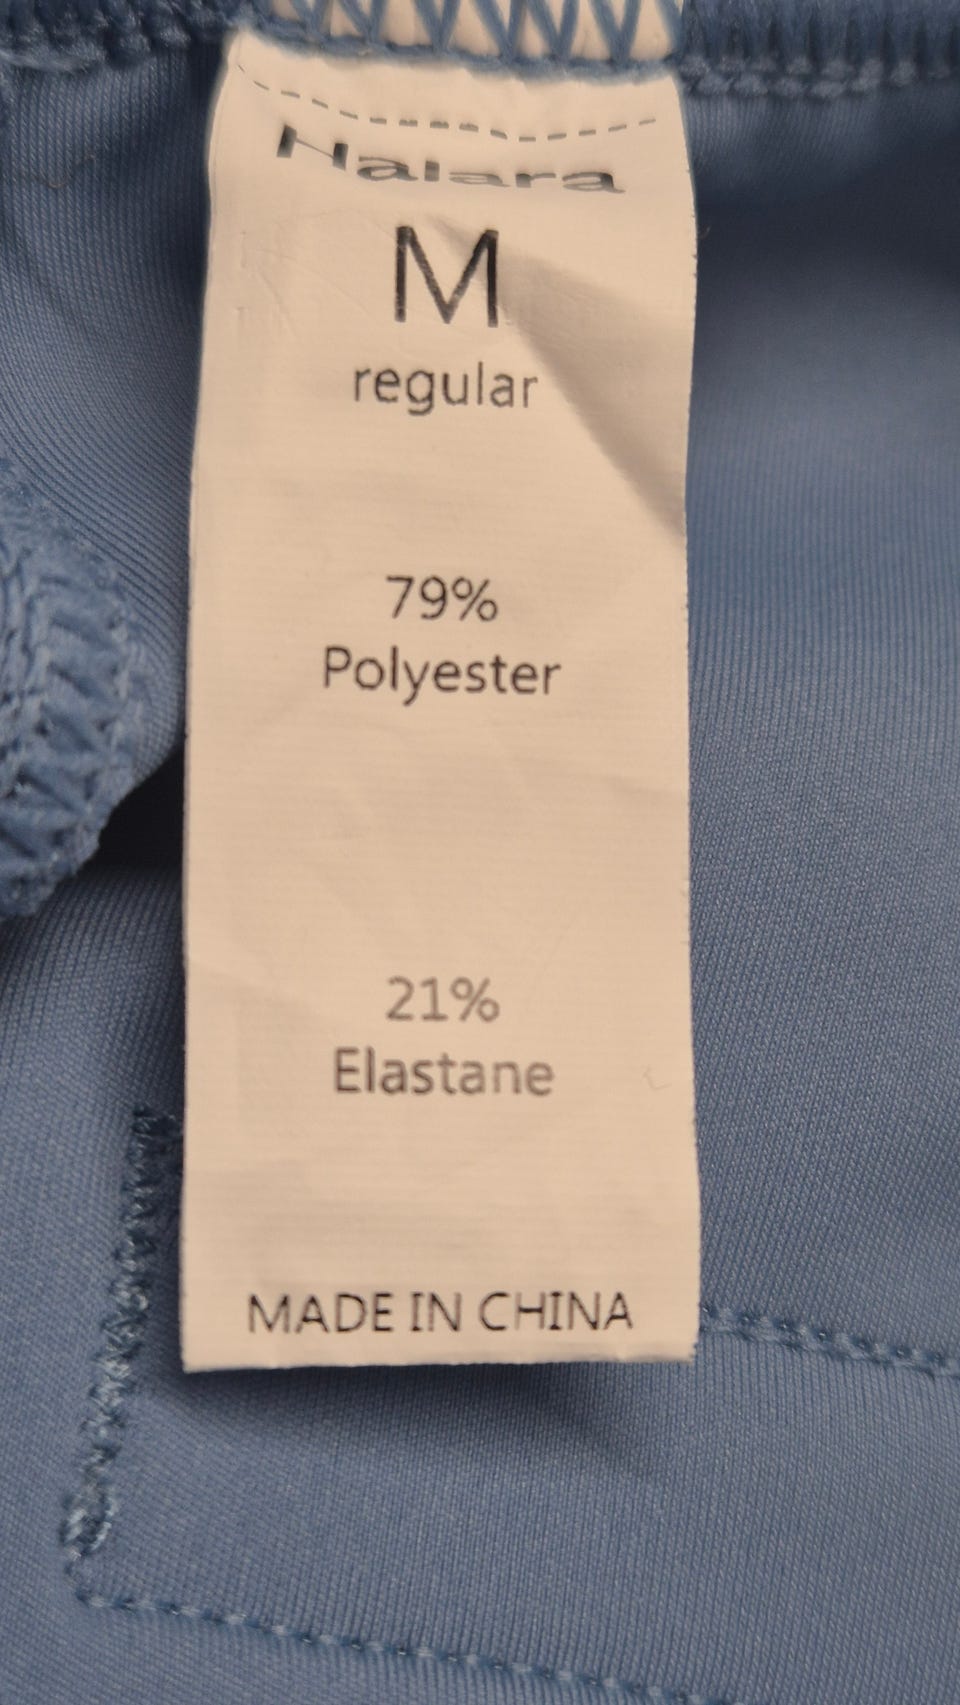 Halara
M
regular
79%
Polyester
21%
Elastane
MADE IN CHINA